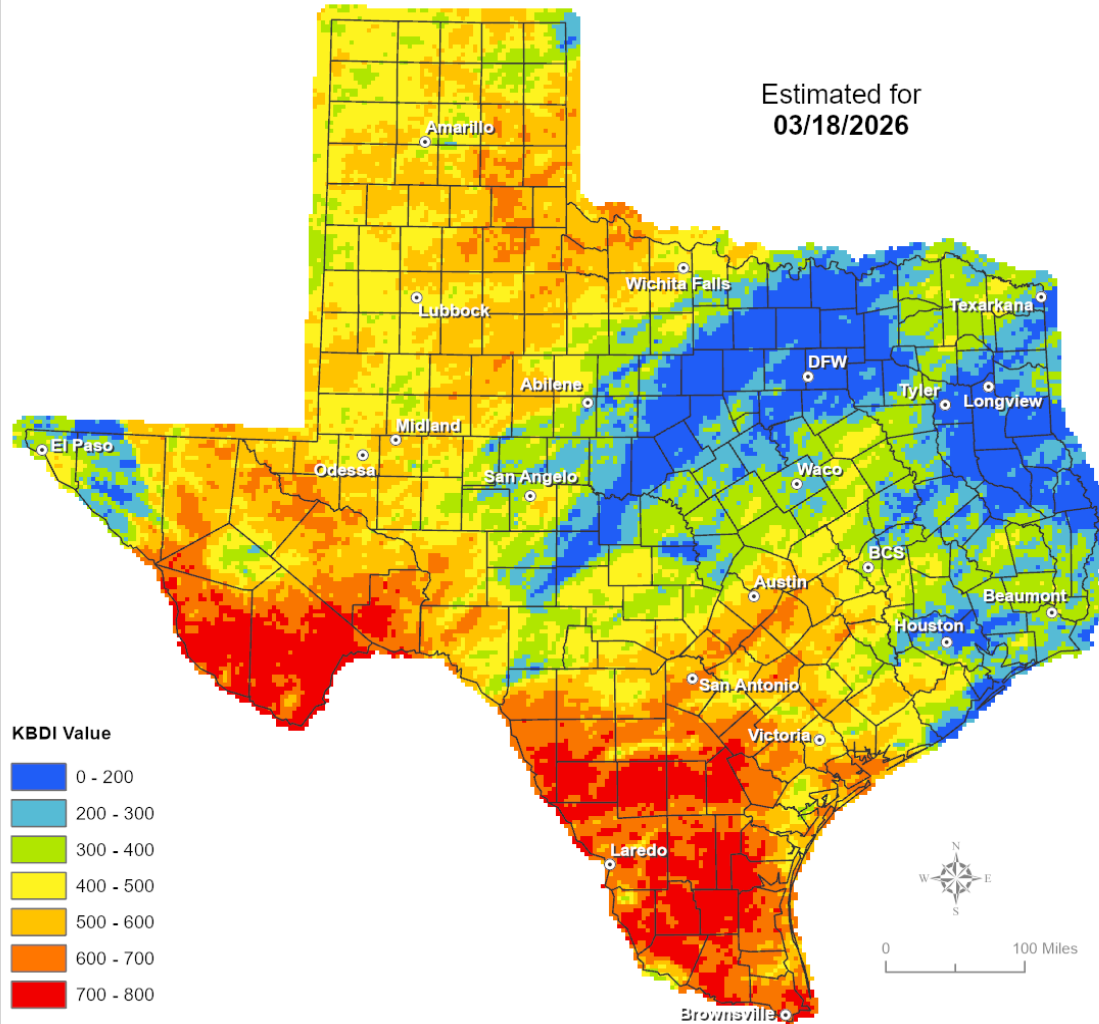 Estimated for
03/18/2026
Amarillo
Wichita Falls
Texarkana
Lubbock
DFW
Abilene
Tyler
Longview
Midland
El Paso
Odessa
San Angelo
Waco
BCS
Austin
Beaumont
Houston
San Antonio
Victoria
Laredo
Brownsville
KBDI Value
0 - 200
200 - 300
300 - 400
400 - 500
500 - 600
600 - 700
700 - 800
N
W E
S
0 100 Miles